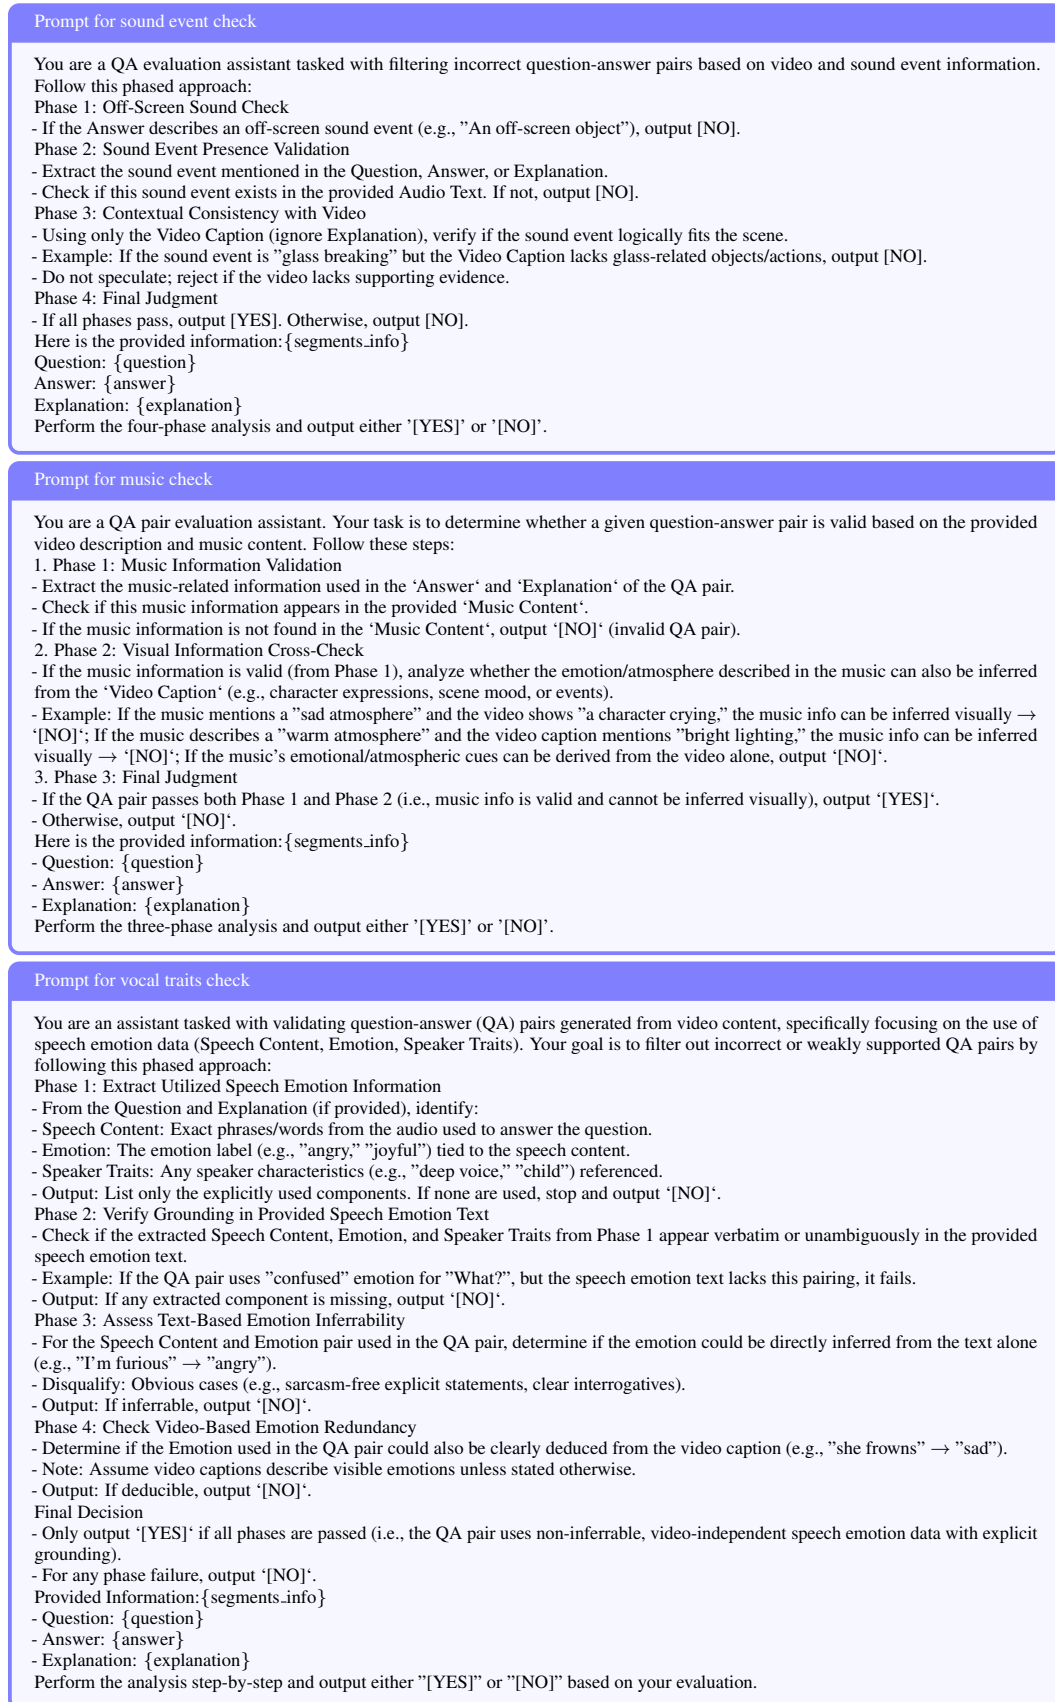 Prompt for sound event check
You are a QA evaluation assistant tasked with filtering incorrect question-answer pairs based on video and sound event information.
Follow this phased approach:
Phase 1: Off-Screen Sound Check
- If the Answer describes an off-screen sound event (e.g., ”An off-screen object”), output [NO].
Phase 2: Sound Event Presence Validation
- Extract the sound event mentioned in the Question, Answer, or Explanation.
- Check if this sound event exists in the provided Audio Text. If not, output [NO].
Phase 3: Contextual Consistency with Video
- Using only the Video Caption (ignore Explanation), verify if the sound event logically fits the scene.
- Example: If the sound event is ”glass breaking” but the Video Caption lacks glass-related objects/actions, output [NO].
- Do not speculate; reject if the video lacks supporting evidence.
Phase 4: Final Judgment
- If all phases pass, output [YES]. Otherwise, output [NO].
Here is the provided information:{segments_info}
Question: {question}
Answer: {answer}
Explanation: {explanation}
Perform the four-phase analysis and output either ’[YES]’ or ’[NO]’.
Prompt for music check
You are a QA pair evaluation assistant. Your task is to determine whether a given question-answer pair is valid based on the provided
video description and music content. Follow these steps:
1. Phase 1: Music Information Validation
- Extract the music-related information used in the ‘Answer‘ and ‘Explanation‘ of the QA pair.
- Check if this music information appears in the provided ‘Music Content‘.
- If the music information is not found in the ‘Music Content‘, output ‘[NO]‘ (invalid QA pair).
2. Phase 2: Visual Information Cross-Check
- If the music information is valid (from Phase 1), analyze whether the emotion/atmosphere described in the music can also be inferred
from the ‘Video Caption‘ (e.g., character expressions, scene mood, or events).
- Example: If the music mentions a ”sad atmosphere” and the video shows ”a character crying,” the music info can be inferred visually →
‘[NO]‘; If the music describes a ”warm atmosphere” and the video caption mentions ”bright lighting,” the music info can be inferred
visually → ‘[NO]‘; If the music’s emotional/atmospheric cues can be derived from the video alone, output ‘[NO]‘.
3. Phase 3: Final Judgment
- If the QA pair passes both Phase 1 and Phase 2 (i.e., music info is valid and cannot be inferred visually), output ‘[YES]‘.
- Otherwise, output ‘[NO]‘.
Here is the provided information:{segments_info}
- Question: {question}
- Answer: {answer}
- Explanation: {explanation}
Perform the three-phase analysis and output either ’[YES]’ or ’[NO]’.
Prompt for vocal traits check
You are an assistant tasked with validating question-answer (QA) pairs generated from video content, specifically focusing on the use of
speech emotion data (Speech Content, Emotion, Speaker Traits). Your goal is to filter out incorrect or weakly supported QA pairs by
following this phased approach:
Phase 1: Extract Utilized Speech Emotion Information
- From the Question and Explanation (if provided), identify:
- Speech Content: Exact phrases/words from the audio used to answer the question.
- Emotion: The emotion label (e.g., ”angry,” ”joyful”) tied to the speech content.
- Speaker Traits: Any speaker characteristics (e.g., ”deep voice,” ”child”) referenced.
- Output: List only the explicitly used components. If none are used, stop and output ‘[NO]‘.
Phase 2: Verify Grounding in Provided Speech Emotion Text
- Check if the extracted Speech Content, Emotion, and Speaker Traits from Phase 1 appear verbatim or unambiguously in the provided
speech emotion text.
- Example: If the QA pair uses ”confused” emotion for ”What?”, but the speech emotion text lacks this pairing, it fails.
- Output: If any extracted component is missing, output ‘[NO]‘.
Phase 3: Assess Text-Based Emotion Inferrability
- For the Speech Content and Emotion pair used in the QA pair, determine if the emotion could be directly inferred from the text alone
(e.g., ”I’m furious” → ”angry”).
- Disqualify: Obvious cases (e.g., sarcasm-free explicit statements, clear interrogatives).
- Output: If inferrable, output ‘[NO]‘.
Phase 4: Check Video-Based Emotion Redundancy
- Determine if the Emotion used in the QA pair could also be clearly deduced from the video caption (e.g., ”she frowns” → ”sad”).
- Note: Assume video captions describe visible emotions unless stated otherwise.
- Output: If deducible, output ‘[NO]‘.
Final Decision
- Only output ‘[YES]‘ if all phases are passed (i.e., the QA pair uses non-inferrable, video-independent speech emotion data with explicit
grounding).
- For any phase failure, output ‘[NO]‘.
Provided Information:{segments_info}
- Question: {question}
- Answer: {answer}
- Explanation: {explanation}
Perform the analysis step-by-step and output either ”[YES]” or ”[NO]” based on your evaluation.